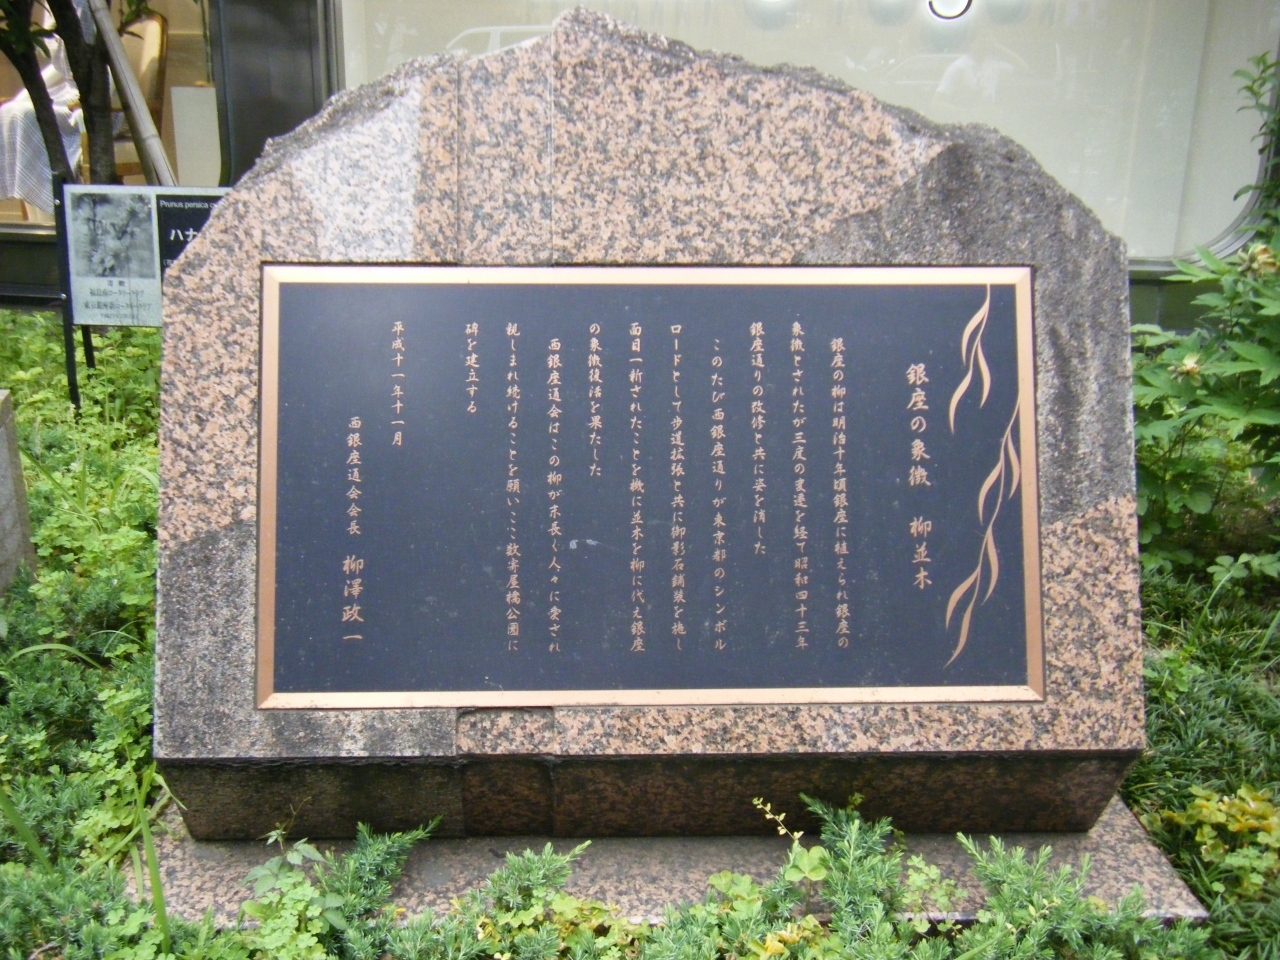 銀座の象徴 柳並木
銀座の柳は明治十年頃銀座に植えられ銀座の
象徴とされたが三度の変遷を経て昭和四十三年
銀座通りの改修と共に姿を消した
このたび西銀座通りが東京都のシンボル
ロードとして歩道拡張と共に御影石鋪装を施し
面目一新されたことを機に並木を柳に代え銀座
の象徴復活を果たした
西銀座通会はこの柳が末長く人々に愛され
親しまれ続けることを願いここ数寄屋橋公園に
碑を建立する
平成十一年十一月
西銀座通会会長 柳澤政一
Prunus persica
ハナ